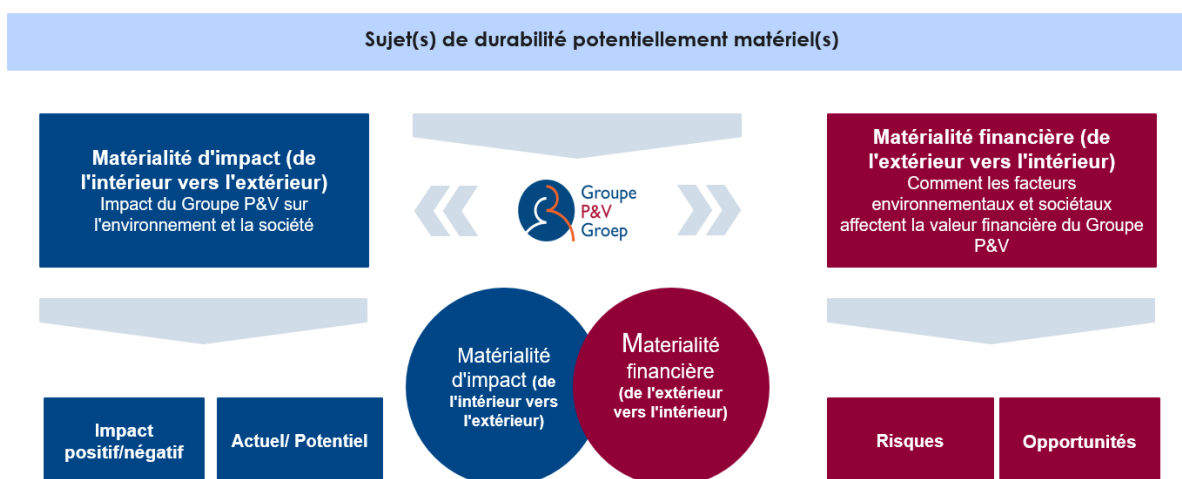 Sujet(s) de durabilité potentiellement matériel(s)
Matérialité d'impact (de
l'intérieur vers l'extérieur)
Impact du Groupe P&V sur
l'environnement et la société
Groupe
P&V
Groep
Matérialité financière (de
l'extérieur vers l'intérieur)
Comment les facteurs
environnementaux et sociétaux
affectent la valeur financière du Groupe
P&V
Matérialité
d'impact (de
l'intérieur vers
l'extérieur)
Materialité
financière
(de l'extérieur
vers l'intérieur)
Impact
positif/négatif
Actuel/ Potentiel
Risques
Opportunités